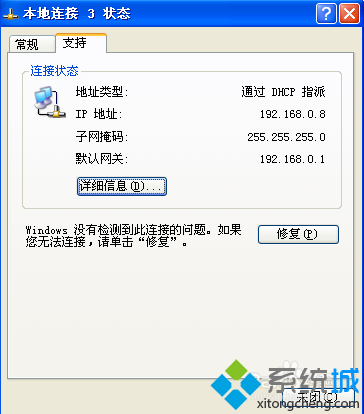 本地连接 3 状态
常规
支持
连接状态
地址类型: 通过 DHCP 指派
IP 地址: 192.168.0.8
子网掩码: 255.255.255.0
默认网关: 192.168.0.1
详细信息(D)...
Windows 没有检测到此连接的问题。如果
您无法连接,请单击“修复”。
修复(P)
系统城
关闭(C)
xitongcheng.com